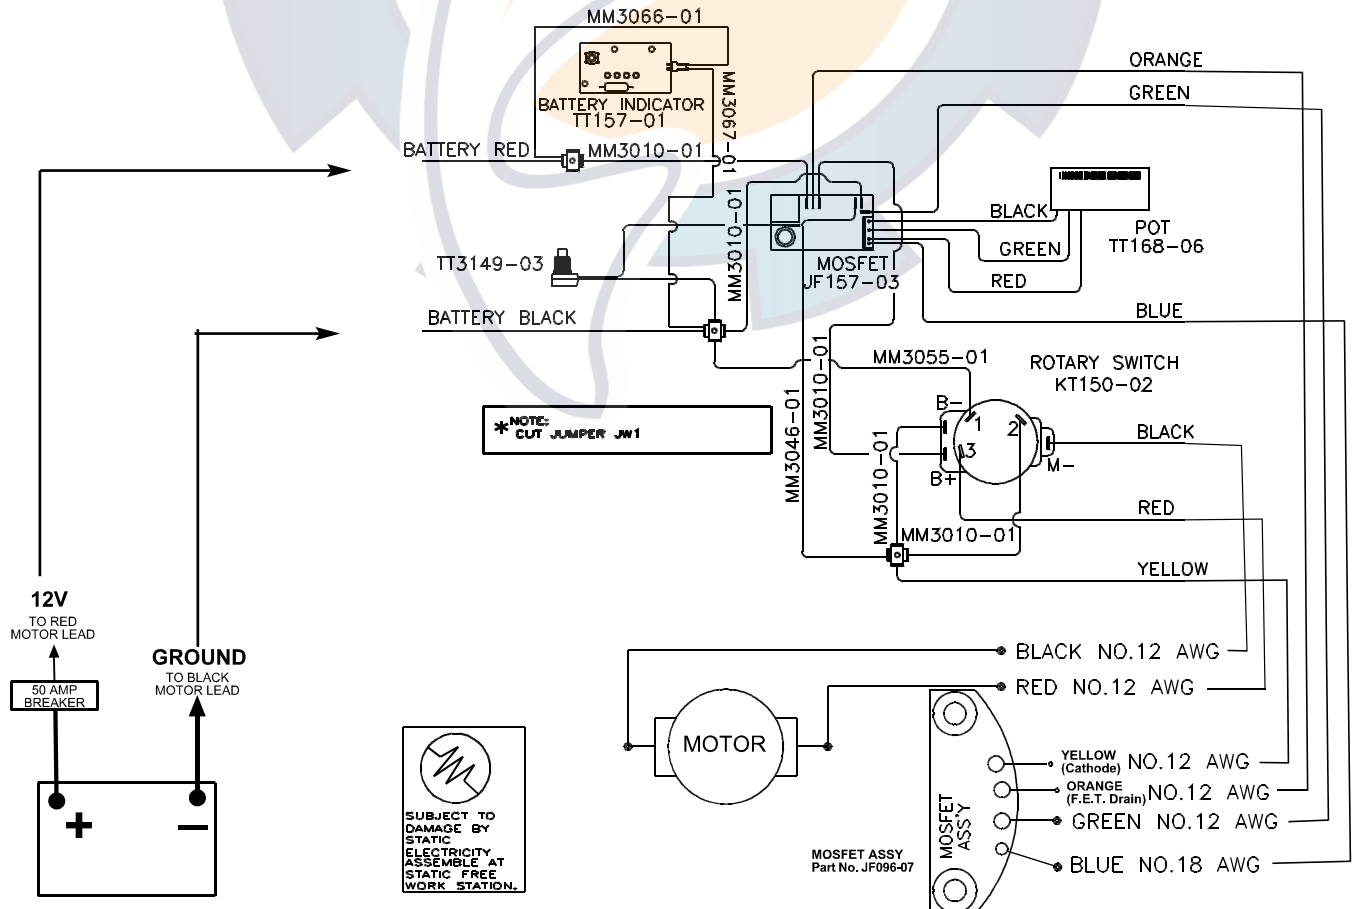 MM3066-01
BATTERY INDICATOR
TT157-01
MM3067-01
ORANGE
GREEN
BATTERY RED
MM3010-01
MM3010-01
BLACK
GREEN
RED
POT
TT168-06
TT3149-03
MOSFET
JF157-03
BATTERY BLACK
BLUE
MM3055-01
ROTARY SWITCH
KT150-02
MM3046-01
MM3010-01
MM3010-01
*NOTE:
CUT JUMPER JW1
B-
1
2
3
B+
M-
BLACK
RED
MM3010-01
YELLOW
12V
TO RED
MOTOR LEAD
50 AMP
BREAKER
GROUND
TO BLACK
MOTOR LEAD
+
−
SUBJECT TO
DAMAGE BY
STATIC
ELECTRICITY
ASSEMBLE AT
STATIC FREE
WORK STATION.
MOTOR
BLACK NO.12 AWG
RED NO.12 AWG
YELLOW
(Cathode) NO.12 AWG
ORANGE
(F.E.T. Drain) NO.12 AWG
GREEN NO.12 AWG
BLUE NO.18 AWG
MOSFET
ASS'Y
MOSFET ASSY
Part No. JF096-07